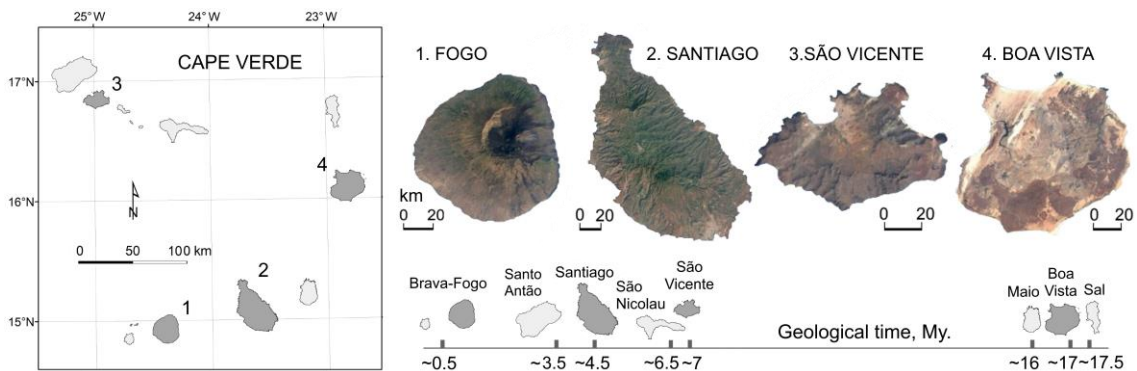 25°W 24°W 23°W
CAPE VERDE
17°N
3
4
16°N
N
0 50 100 km
2
1
15°N
1. FOGO 2. SANTIAGO 3.SÃO VICENTE 4. BOA VISTA
km
0 20 0 20 0 20 0 20
Brava-Fogo Santo Antão Santiago São Nicolau São Vicente Maio Boa Vista Sal
Geological time, My.
~0.5 ~3.5 ~4.5 ~6.5 ~7 ~16 ~17 ~17.5